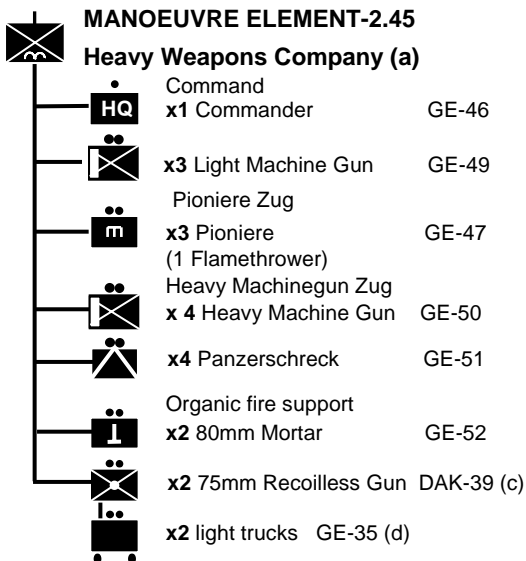 MANOEUVRE ELEMENT-2.45
Heavy Weapons Company (a)
Command
HQ x1 Commander GE-46
x3 Light Machine Gun GE-49
Pioniere Zug
x3 Pioniere GE-47
(1 Flamethrower)
Heavy Machinegun Zug
x 4 Heavy Machine Gun GE-50
x4 Panzerschreck GE-51
Organic fire support
x2 80mm Mortar GE-52
x2 75mm Recoilless Gun DAK-39 (c)
x2 light trucks GE-35 (d)